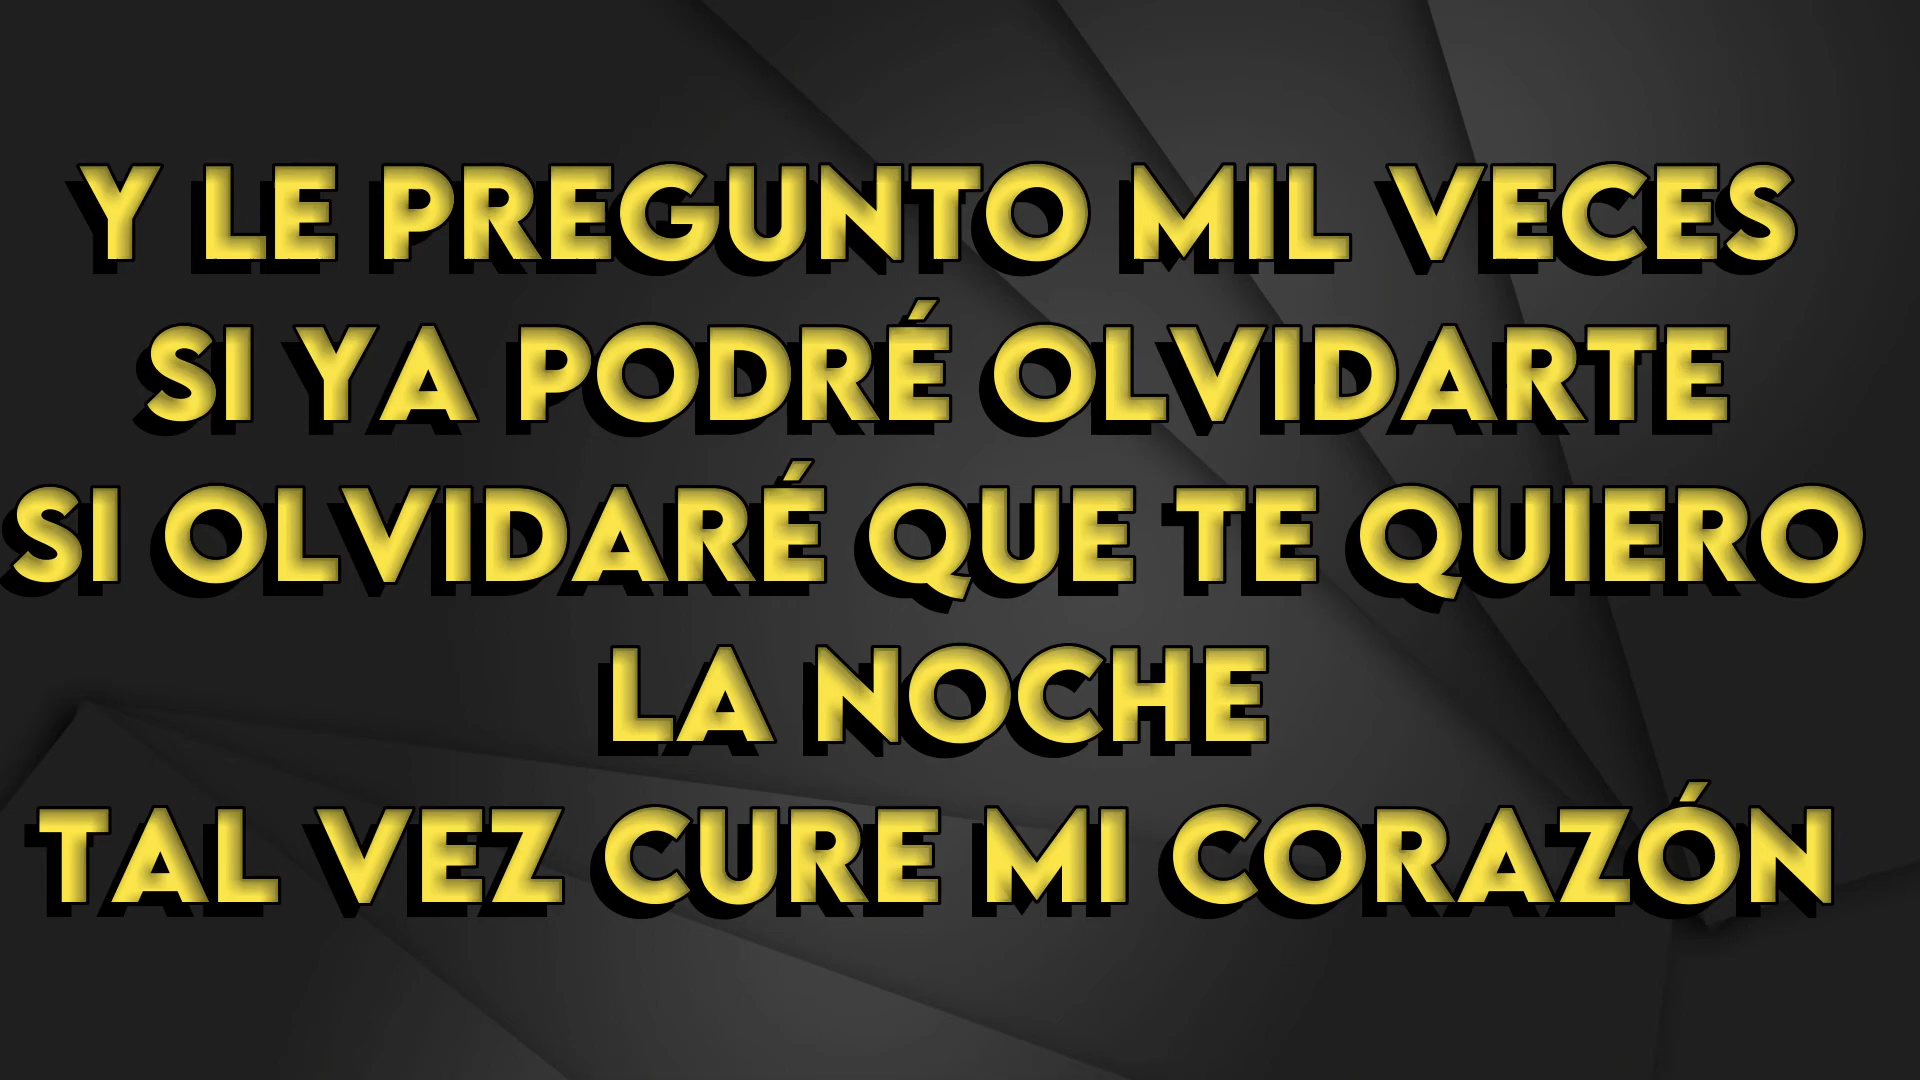 Y LE PREGUNTO MIL VECES
SI YA PODRÉ OLVIDARTE
SI OLVIDARÉ QUE TE QUIERO
LA NOCHE
TAL VEZ CURE MI CORAZÓN